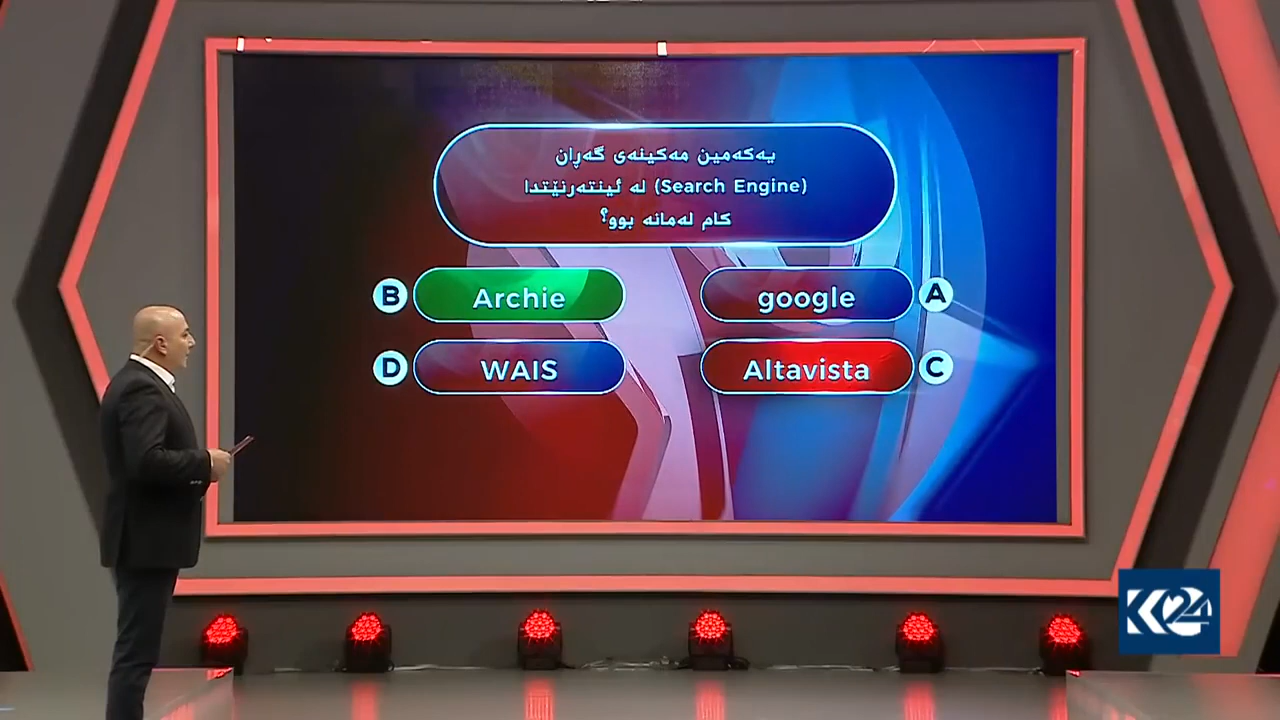 یەکەمین مەکینەی گەڕان
(Search Engine) لە ئینتەرنێتدا
کام لەمانە بوو؟
A google
B Archie
C Altavista
D WAIS
K24